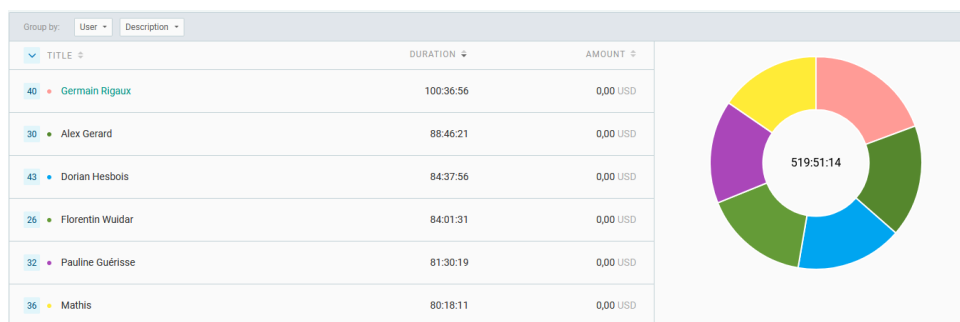 Group by: User Description
TITLE DURATION AMOUNT
40 Germain Rigaux 100:36:56 0,00 USD
30 Alex Gerard 88:46:21 0,00 USD
43 Dorian Hesbois 84:37:56 0,00 USD
26 Florentin Wuidar 84:01:31 0,00 USD
32 Pauline Guérisse 81:30:19 0,00 USD
36 Mathis 80:18:11 0,00 USD
519:51:14